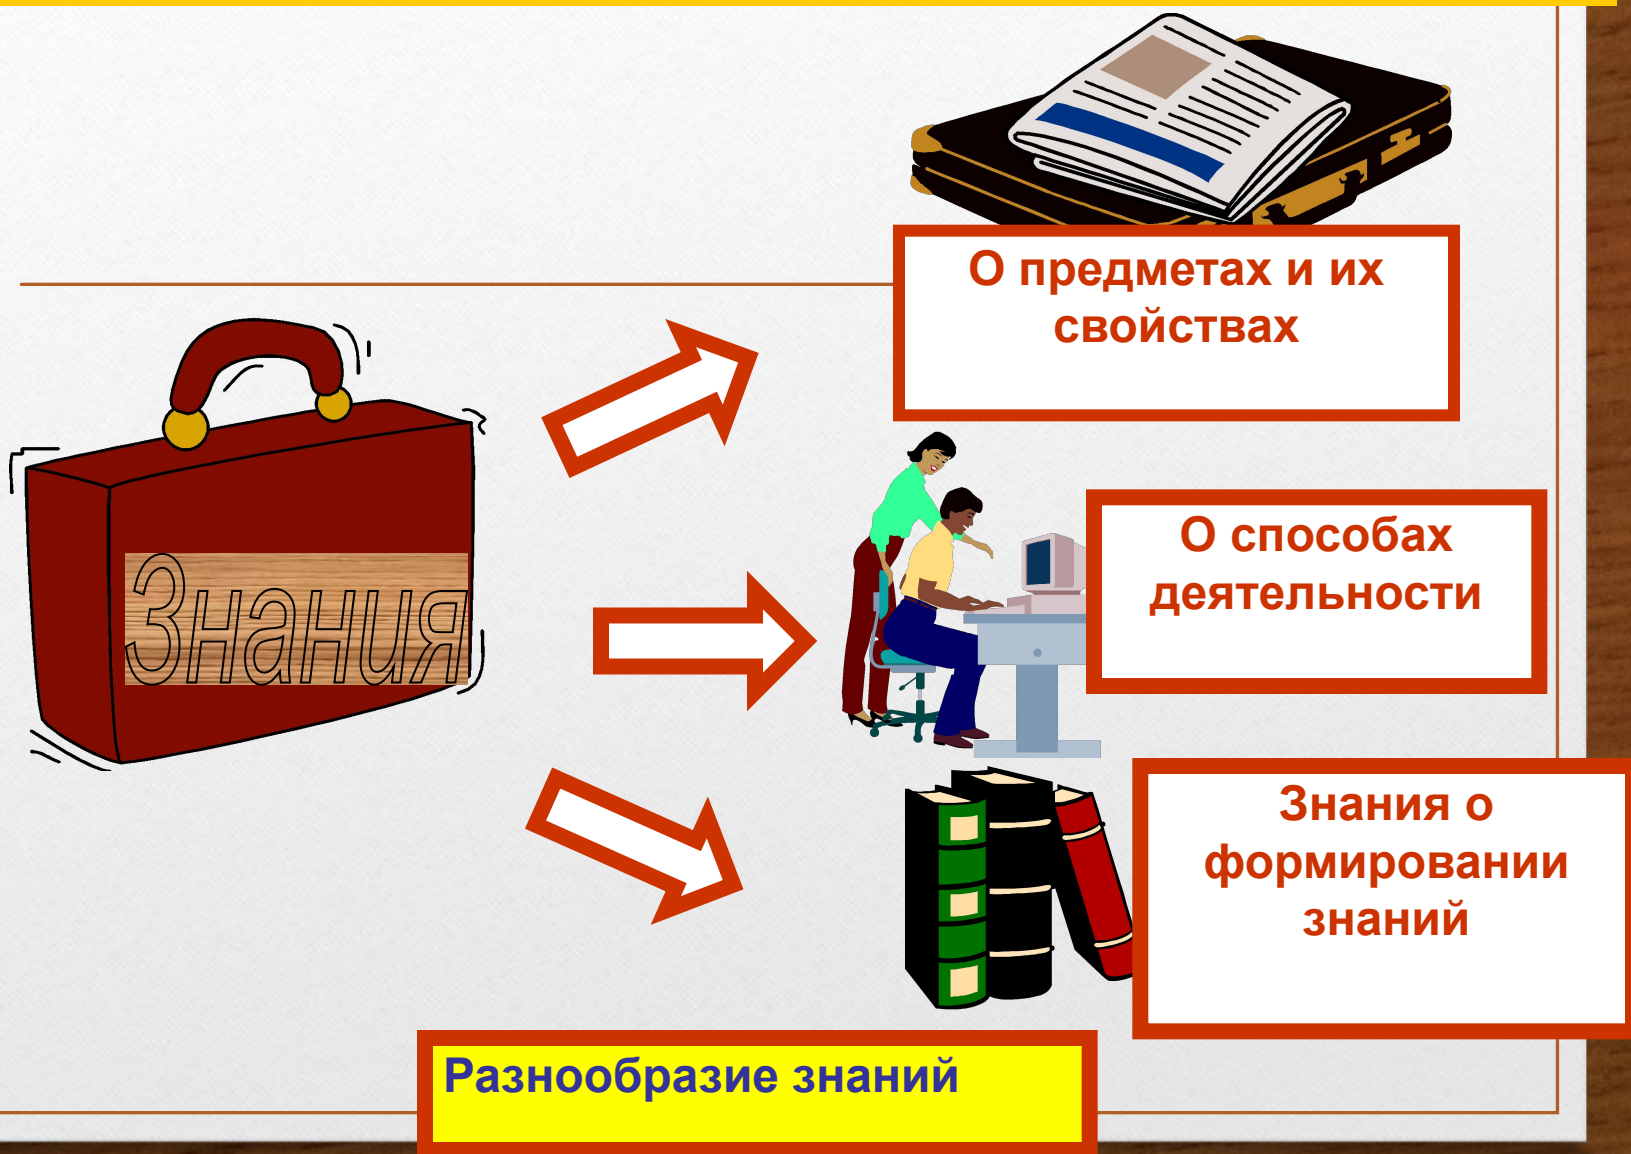 О предметах и их
свойствах
Знания
О способах
деятельности
Знания о
формировании
знаний
Разнообразие знаний